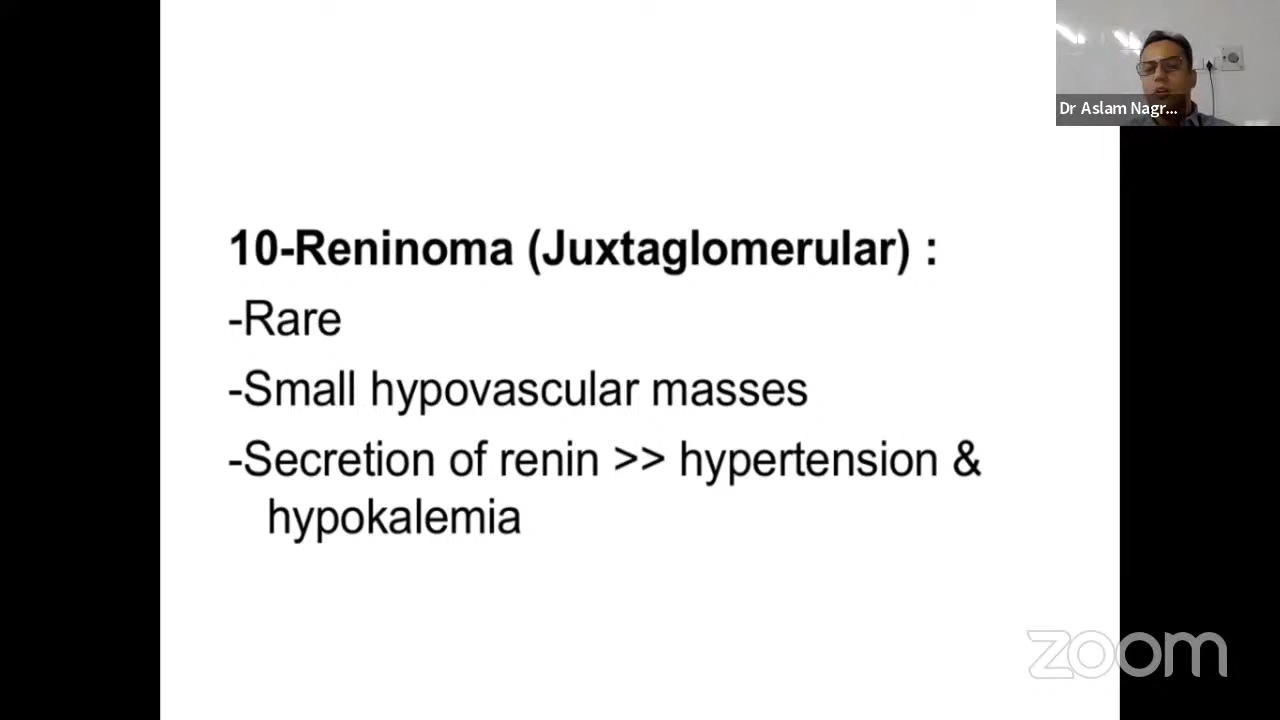 Dr Aslam Nagr...
10-Reninoma (Juxtaglomerular) :
-Rare
-Small hypovascular masses
-Secretion of renin >> hypertension &
hypokalemia
zoom